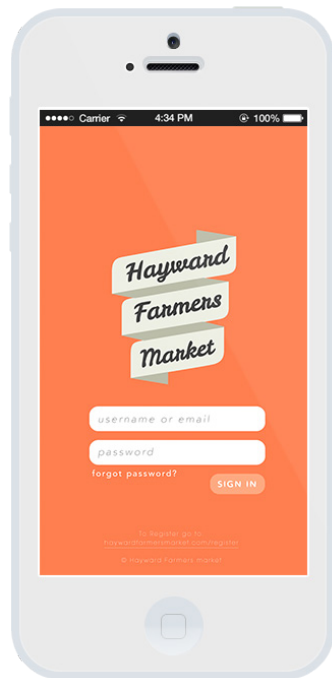 Carrier 4:34 PM 100%
Hayward
Farmers
Market
username or email
password
forgot password?
SIGN IN
To Register go to
haywardfarmersmarket.com/register
© Hayward Farmers market